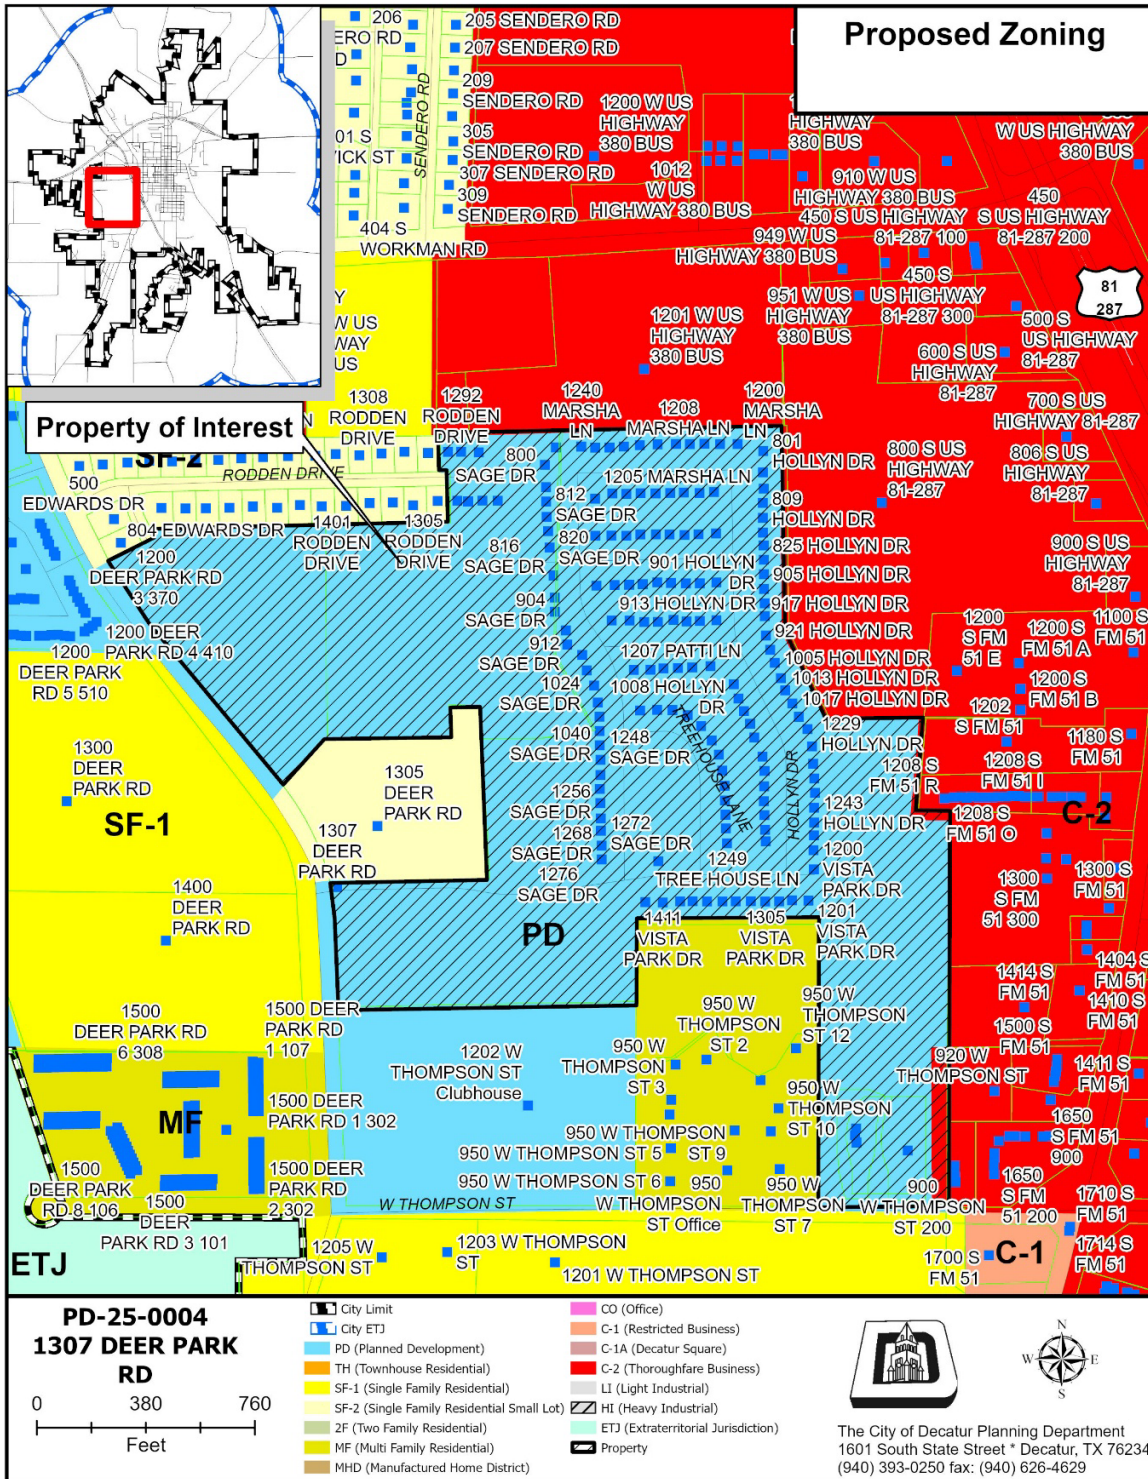 Proposed Zoning
206
ERO RD
D
205 SENDERO RD
207 SENDERO RD
209
SENDERO RD
SENDERO RD
01 S
VICK ST
305
SENDERO RD
307 SENDERO RD
309
SENDERO RD
404 S
WORKMAN RD
1200 W US
HIGHWAY
380 BUS
1012
W US
HIGHWAY 380 BUS
HIGHWAY
380 BUS
W US HIGHWAY
380 BUS
910 W US
HIGHWAY 380 BUS
450 S US HIGHWAY
81-287 100
450
S US HIGHWAY
81-287 200
949 W US
HIGHWAY 380 BUS
450 S
US HIGHWAY
81-287 300
951 W US
HIGHWAY
380 BUS
81
287
1201 W US
HIGHWAY
380 BUS
500 S
US HIGHWAY
81-287
600 S US
HIGHWAY
81-287
700 S US
HIGHWAY 81-287
800 S US
HIGHWAY
81-287
806 S US
HIGHWAY
81-287
900 S US
HIGHWAY
81-287
Y
W US
WAY
US
1308
RODDEN
DRIVE
1292
RODDEN
DRIVE
1240
MARSHA
LN
1208
MARSHA LN
1200
MARSHA
LN
Property of Interest
SF-2
RODDEN DRIVE
500
EDWARDS DR
804 EDWARDS DR
1401
RODDEN
DRIVE
1305
RODDEN
DRIVE
800
SAGE DR
812
SAGE DR
816
SAGE DR
820
SAGE DR
904
SAGE DR
912
SAGE DR
1024
SAGE DR
1040
SAGE DR
1248
SAGE DR
1256
SAGE DR
1268
SAGE DR
1272
SAGE DR
1276
SAGE DR
1205 MARSHA LN
801
HOLLYN DR
809
HOLLYN DR
825 HOLLYN DR
901 HOLLYN
DR
905 HOLLYN DR
913 HOLLYN DR
917 HOLLYN DR
921 HOLLYN DR
1207 PATTI LN
1005 HOLLYN DR
1008 HOLLYN
DR
1013 HOLLYN DR
1017 HOLLYN DR
TREEHOUSE LANE
HOLLYN DR
1229
HOLLYN DR
1243
HOLLYN DR
1249
TREE HOUSE LN
1200
VISTA
PARK DR
1201
VISTA
PARK DR
1411
VISTA
PARK DR
1305
VISTA
PARK DR
1200
S FM
51 E
1200 S
FM 51 A
1100 S
FM 51
1200 S
FM 51 B
1202
S FM 51
1180 S
FM 51
1208 S
FM 51 R
1208 S
FM 51 I
1208 S
FM 51 O
C-2
1300
S FM
51 300
1300 S
FM 51
1404 S
FM 51
1414 S
FM 51
1410 S
FM 51
1500 S
FM 51
1411 S
FM 51
1650
S FM 51
900
1650
S FM
51 200
1710 S
FM 51
1714 S
FM 51
1700 S
FM 51
C-1
1200
DEER PARK RD
3 370
1200 DEER
PARK RD 4 410
1200
DEER PARK
RD 5 510
1300
DEER
PARK RD
SF-1
1305
DEER
PARK RD
1307
DEER
PARK RD
1400
DEER
PARK RD
PD
1500
DEER PARK RD
6 308
1500 DEER
PARK RD
1 107
MF
1500 DEER
PARK RD 1 302
1500 DEER
PARK RD
2 302
1500
DEER PARK
RD 8 106
1500
DEER
PARK RD 3 101
ETJ
1202 W
THOMPSON ST
Clubhouse
950 W
THOMPSON
ST 2
950 W
THOMPSON
ST 12
950 W
THOMPSON
ST 3
950 W
THOMPSON
ST 10
950 W THOMPSON
ST 9
950 W THOMPSON ST 5
950 W THOMPSON ST 6
950
W THOMPSON
ST Office
950 W
THOMPSON
ST 7
920 W
THOMPSON ST
900
W THOMPSON
ST 200
W THOMPSON ST
1205 W
THOMPSON ST
1203 W THOMPSON
ST
1201 W THOMPSON ST
PD-25-0004
1307 DEER PARK
RD
0 380 760
Feet
City Limit
City ETJ
PD (Planned Development)
TH (Townhouse Residential)
SF-1 (Single Family Residential)
SF-2 (Single Family Residential Small Lot)
2F (Two Family Residential)
MF (Multi Family Residential)
MHD (Manufactured Home District)
CO (Office)
C-1 (Restricted Business)
C-1A (Decatur Square)
C-2 (Thoroughfare Business)
LI (Light Industrial)
HI (Heavy Industrial)
ETJ (Extraterritorial Jurisdiction)
Property
N
W E
S
The City of Decatur Planning Department
1601 South State Street * Decatur, TX 76234
(940) 393-0250 fax: (940) 626-4629